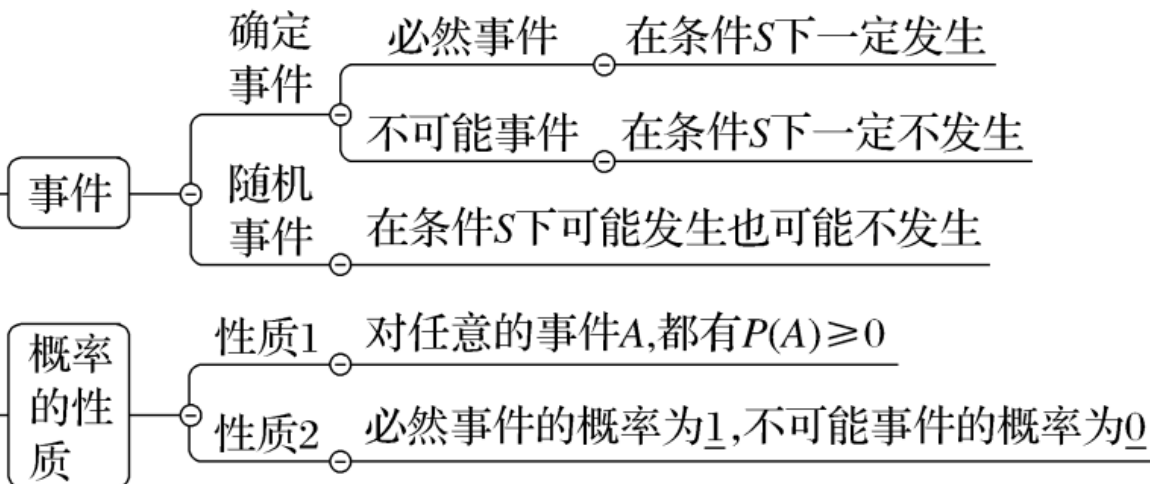 确定
事件
必然事件
在条件S下一定发生
不可能事件
在条件S下一定不发生
事件
随机
事件
在条件S下可能发生也可能不发生
概率
的性
质
性质1
对任意的事件A,都有P(A)≥0
性质2
必然事件的概率为1,不可能事件的概率为0